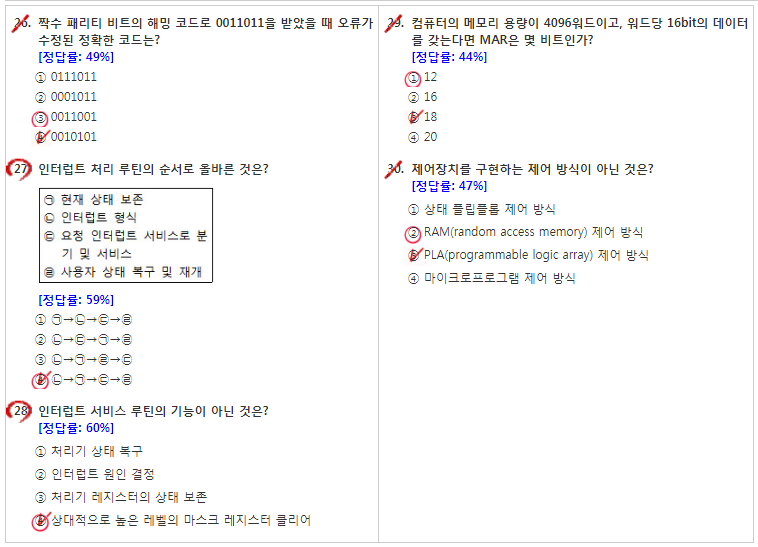 26. 짝수 패리티 비트의 해밍 코드로 0011011을 받았을 때 오류가
수정된 정확한 코드는?
[정답률: 49%]
① 0111011
② 0001011
③ 0011001
④ 0010101
27. 인터럽트 처리 루틴의 순서로 올바른 것은?
㉠ 현재 상태 보존
㉡ 인터럽트 형식
㉢ 요청 인터럽트 서비스로 분
기 및 서비스
㉣ 사용자 상태 복구 및 재개
[정답률: 59%]
① ㉠→㉡→㉢→㉣
② ㉡→㉢→㉠→㉣
③ ㉡→㉠→㉣→㉢
④ ㉡→㉠→㉢→㉣
28. 인터럽트 서비스 루틴의 기능이 아닌 것은?
[정답률: 60%]
① 처리기 상태 복구
② 인터럽트 원인 결정
③ 처리기 레지스터의 상태 보존
④ 상대적으로 높은 레벨의 마스크 레지스터 클리어
29. 컴퓨터의 메모리 용량이 4096워드이고, 워드당 16bit의 데이터
를 갖는다면 MAR은 몇 비트인가?
[정답률: 44%]
① 12
② 16
③ 18
④ 20
30. 제어장치를 구현하는 제어 방식이 아닌 것은?
[정답률: 47%]
① 상태 플립플롭 제어 방식
② RAM(random access memory) 제어 방식
③ PLA(programmable logic array) 제어 방식
④ 마이크로프로그램 제어 방식